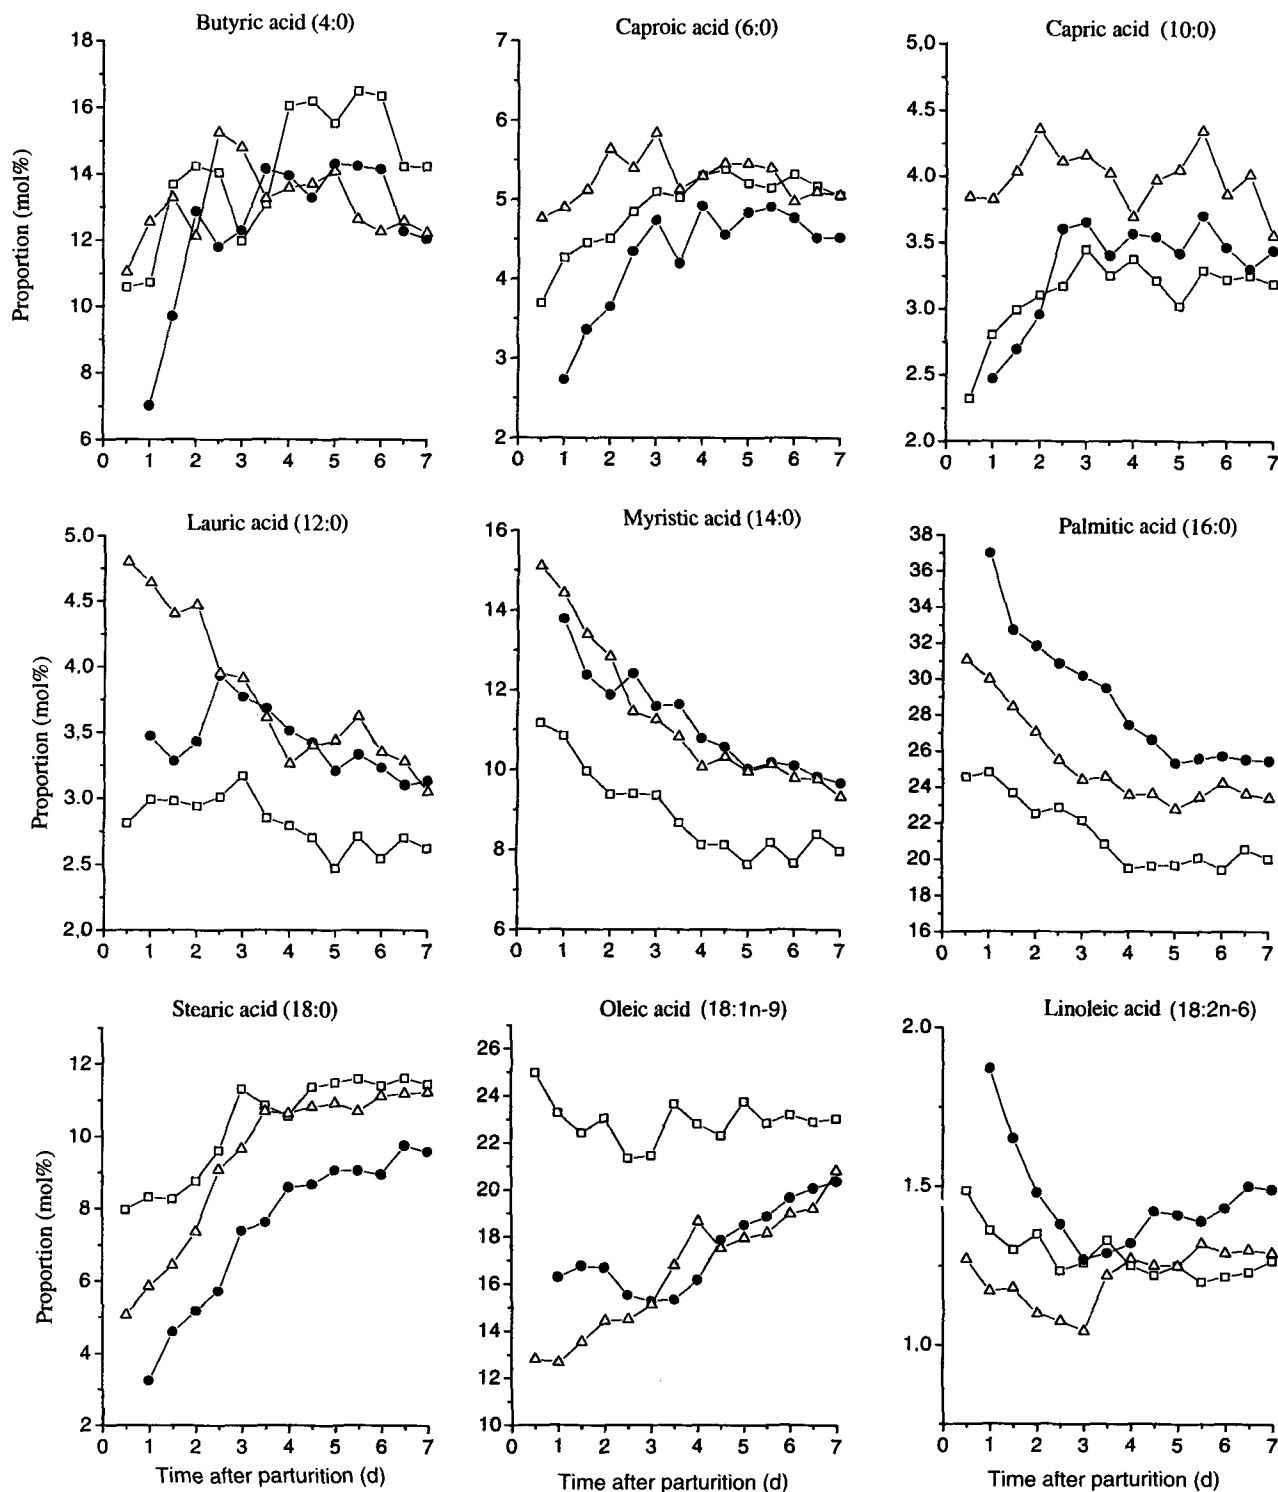 Butyric acid (4:0)
18
16
14
12
10
8
6
0 1 2 3 4 5 6 7
Proportion (mol%)
Caproic acid (6:0)
7
6
5
4
3
2
0 1 2 3 4 5 6 7
Capric acid (10:0)
5,0
4.5
4.0
3.5
3.0
2.5
2.0
0 1 2 3 4 5 6 7
Lauric acid (12:0)
5.0
4.5
4.0
3.5
3.0
2.5
2,0
0 1 2 3 4 5 6 7
Proportion (mol%)
Myristic acid (14:0)
16
14
12
10
8
6
0 1 2 3 4 5 6 7
Palmitic acid (16:0)
38
36
34
32
30
28
26
24
22
20
18
16
0 1 2 3 4 5 6 7
Stearic acid (18:0)
12
10
8
6
4
2
0 1 2 3 4 5 6 7
Proportion (mol%)
Time after parturition (d)
Oleic acid (18:1n-9)
26
24
22
20
18
16
14
12
10
0 1 2 3 4 5 6 7
Time after parturition (d)
Linoleic acid (18:2n-6)
2.0
1.5
1.0
0 1 2 3 4 5 6 7
Time after parturition (d)